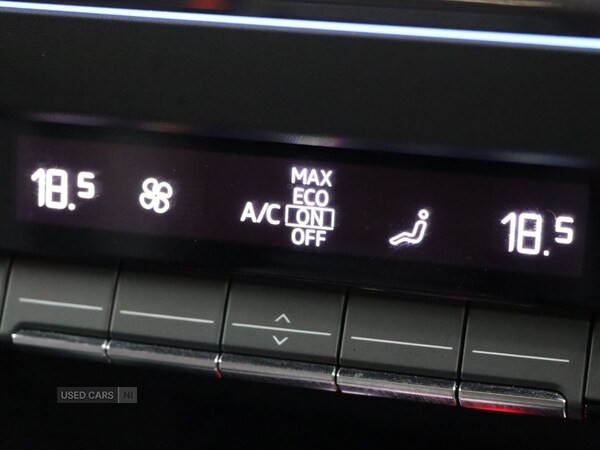 18.5
MAX
ECO
A/C ON
OFF
18.5
USED CARS NI